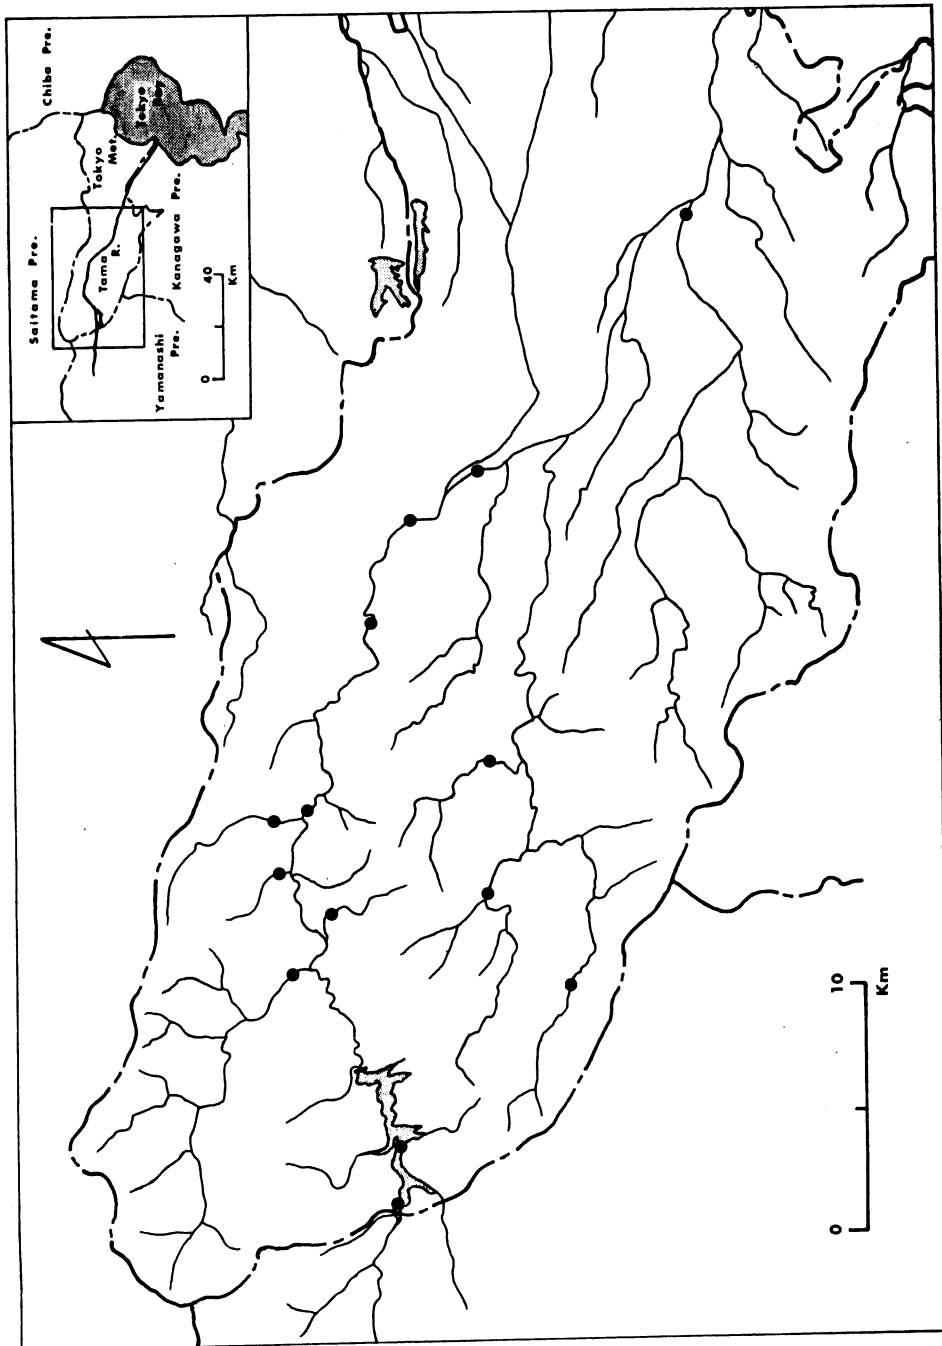 Saitama Pre.
Chiba Pre.
Tokyo
Met.
Tokyo
Bay
Tama
R.
Yamanashi
Pre.
Kanagawa Pre.
0 40
Km
0 10
Km